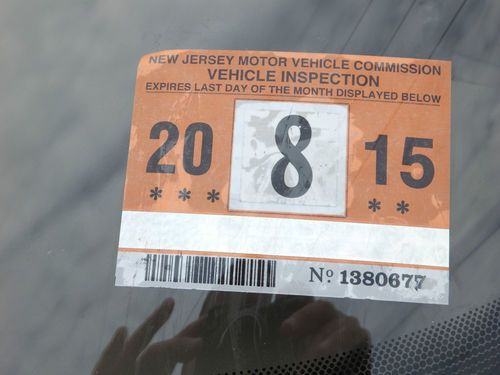 NEW JERSEY MOTOR VEHICLE COMMISSION
VEHICLE INSPECTION
EXPIRES LAST DAY OF THE MONTH DISPLAYED BELOW
20 8 15
* * * * *
Nº 1380677